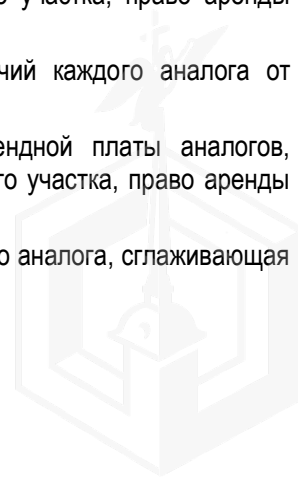 участка, право аренды
чий каждого аналога от
ендной платы аналогов,
го участка, право аренды
о аналога, сглаживающая